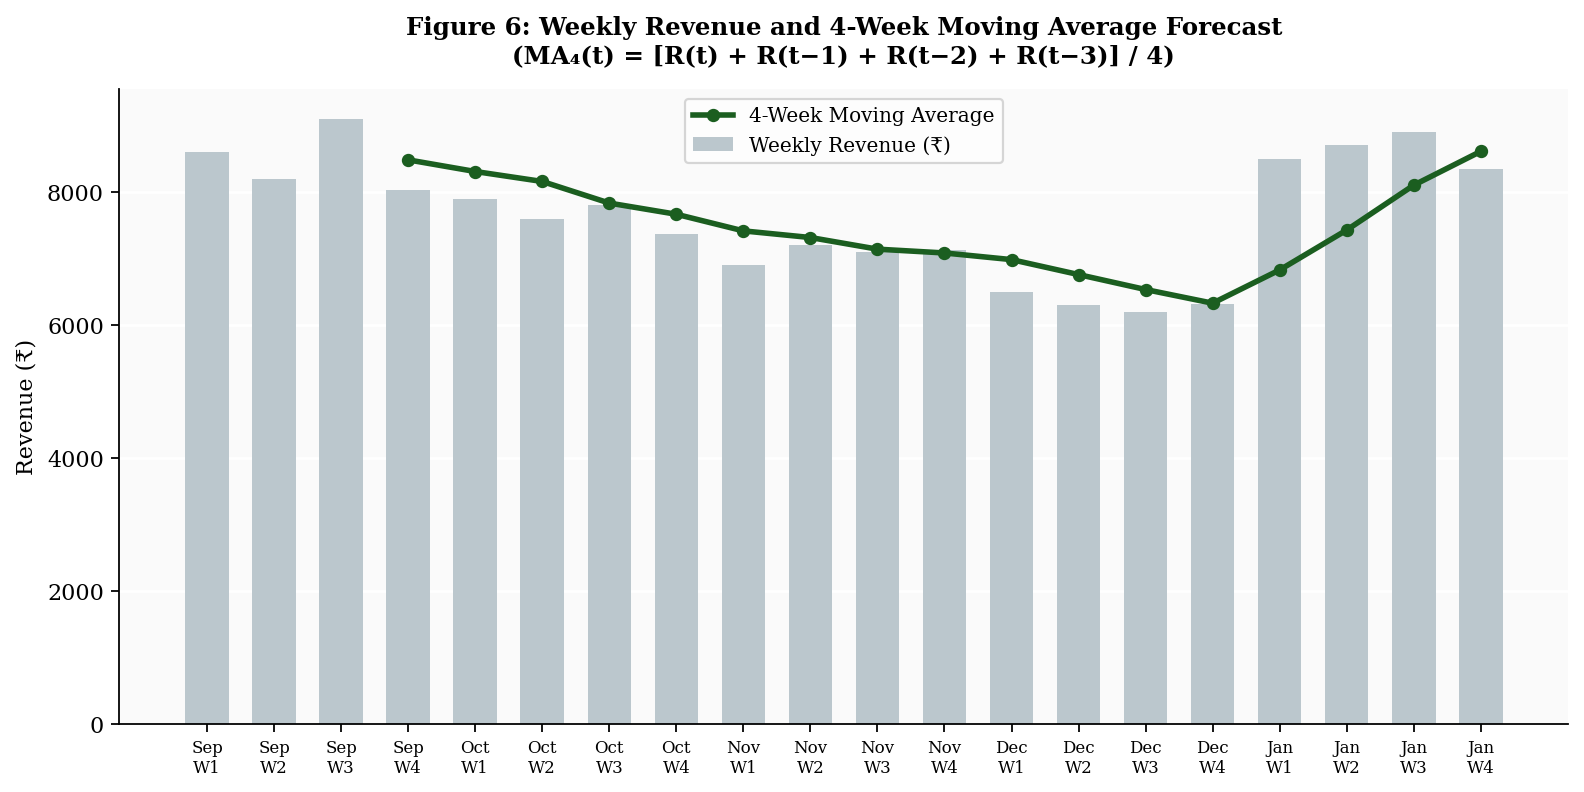 Figure 6: Weekly Revenue and 4-Week Moving Average Forecast
(MA₄(t) = [R(t) + R(t−1) + R(t−2) + R(t−3)] / 4)
4-Week Moving Average
Weekly Revenue (₹)
Revenue (₹)
8000
6000
4000
2000
0
Sep W1
Sep W2
Sep W3
Sep W4
Oct W1
Oct W2
Oct W3
Oct W4
Nov W1
Nov W2
Nov W3
Nov W4
Dec W1
Dec W2
Dec W3
Dec W4
Jan W1
Jan W2
Jan W3
Jan W4